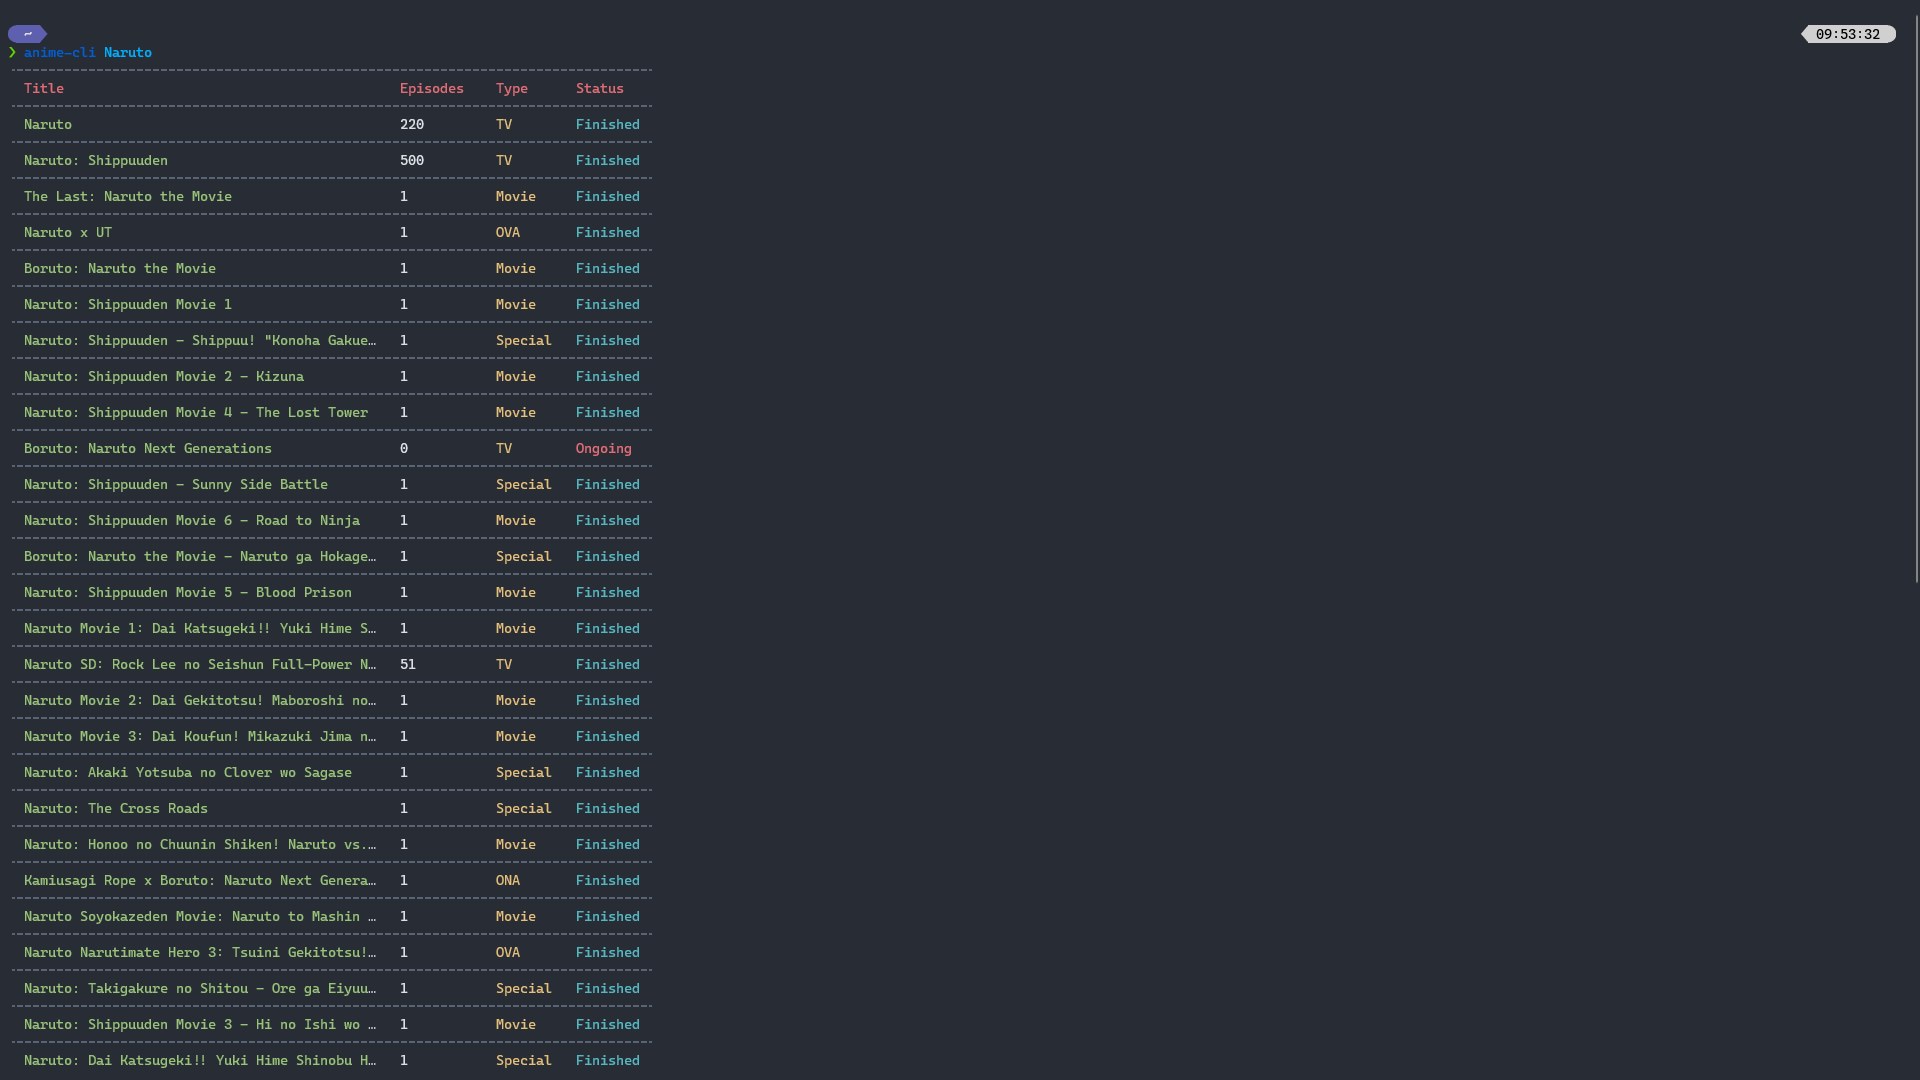 ~ 09:53:32
❯ anime-cli Naruto
Title Episodes Type Status
Naruto 220 TV Finished
Naruto: Shippuuden 500 TV Finished
The Last: Naruto the Movie 1 Movie Finished
Naruto x UT 1 OVA Finished
Boruto: Naruto the Movie 1 Movie Finished
Naruto: Shippuuden Movie 1 1 Movie Finished
Naruto: Shippuuden - Shippuu! "Konoha Gakue… 1 Special Finished
Naruto: Shippuuden Movie 2 - Kizuna 1 Movie Finished
Naruto: Shippuuden Movie 4 - The Lost Tower 1 Movie Finished
Boruto: Naruto Next Generations 0 TV Ongoing
Naruto: Shippuuden - Sunny Side Battle 1 Special Finished
Naruto: Shippuuden Movie 6 - Road to Ninja 1 Movie Finished
Boruto: Naruto the Movie - Naruto ga Hokage… 1 Special Finished
Naruto: Shippuuden Movie 5 - Blood Prison 1 Movie Finished
Naruto Movie 1: Dai Katsugeki!! Yuki Hime S… 1 Movie Finished
Naruto SD: Rock Lee no Seishun Full-Power N… 51 TV Finished
Naruto Movie 2: Dai Gekitotsu! Maboroshi no… 1 Movie Finished
Naruto Movie 3: Dai Koufun! Mikazuki Jima n… 1 Movie Finished
Naruto: Akaki Yotsuba no Clover wo Sagase 1 Special Finished
Naruto: The Cross Roads 1 Special Finished
Naruto: Honoo no Chuunin Shiken! Naruto vs.… 1 Movie Finished
Kamiusagi Rope x Boruto: Naruto Next Genera… 1 ONA Finished
Naruto Soyokazeden Movie: Naruto to Mashin … 1 Movie Finished
Naruto Narutimate Hero 3: Tsuini Gekitotsu!… 1 OVA Finished
Naruto: Takigakure no Shitou - Ore ga Eiyuu… 1 Special Finished
Naruto: Shippuuden Movie 3 - Hi no Ishi wo … 1 Movie Finished
Naruto: Dai Katsugeki!! Yuki Hime Shinobu H… 1 Special Finished